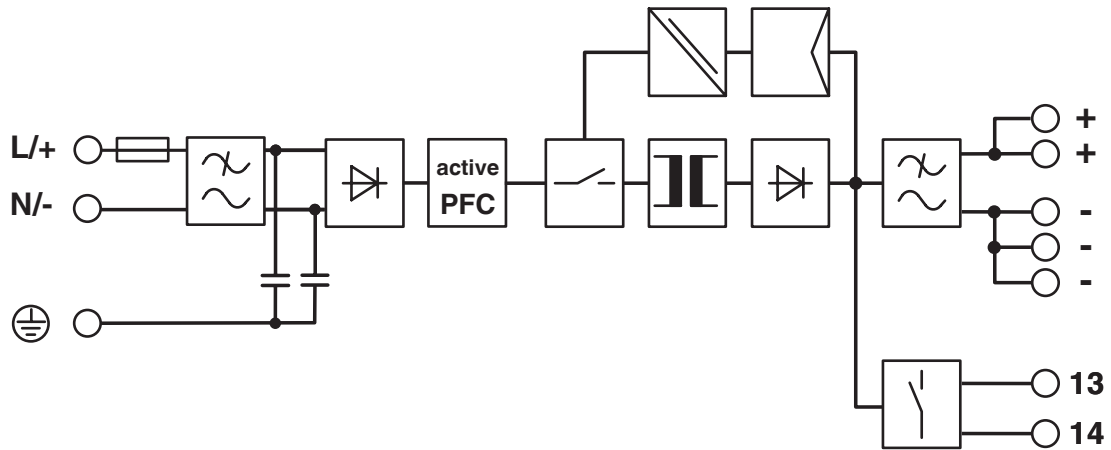 L/+
N/-
active
PFC
+
+
-
-
-
13
14